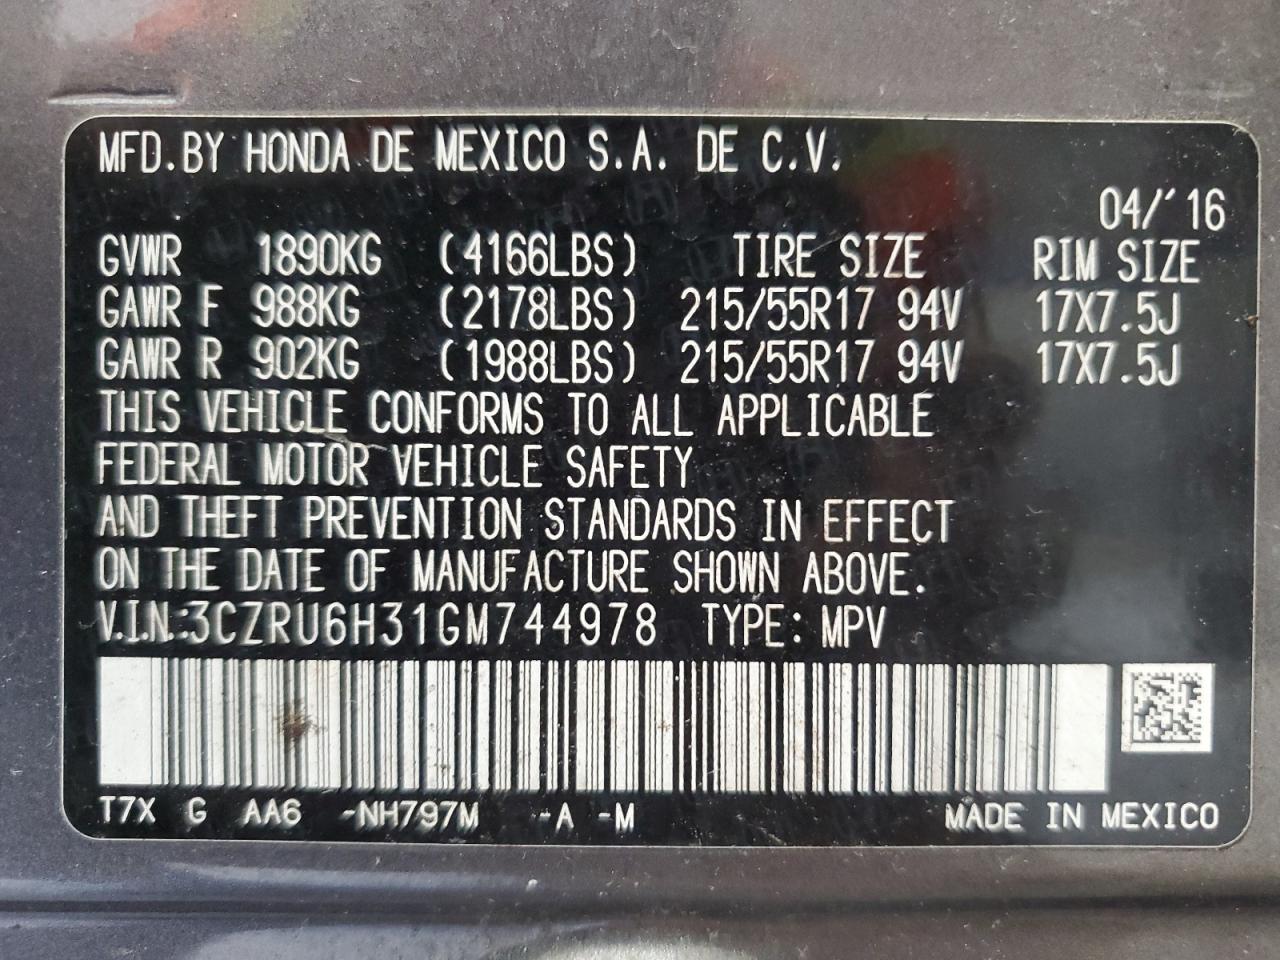 MFD.BY HONDA DE MEXICO S.A. DE C.V.
04/'16
GVWR 1890KG (4166LBS) TIRE SIZE RIM SIZE
GAWR F 988KG (2178LBS) 215/55R17 94V 17X7.5J
GAWR R 902KG (1988LBS) 215/55R17 94V 17X7.5J
THIS VEHICLE CONFORMS TO ALL APPLICABLE
FEDERAL MOTOR VEHICLE SAFETY
AND THEFT PREVENTION STANDARDS IN EFFECT
ON THE DATE OF MANUFACTURE SHOWN ABOVE.
V.I.N.:3CZRU6H31GM744978 TYPE: MPV
T7X G AA6 -NH797M -A -M MADE IN MEXICO